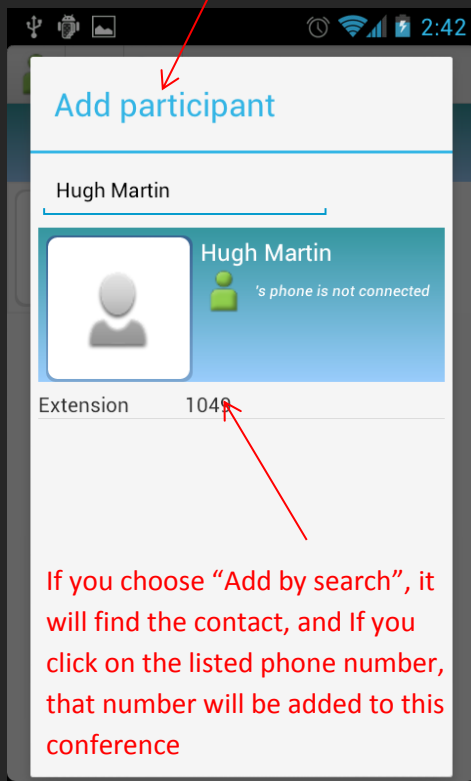 2:42
Add participant
Hugh Martin
Hugh Martin
's phone is not connected
Extension 1049
If you choose “Add by search”, it
will find the contact, and If you
click on the listed phone number,
that number will be added to this
conference